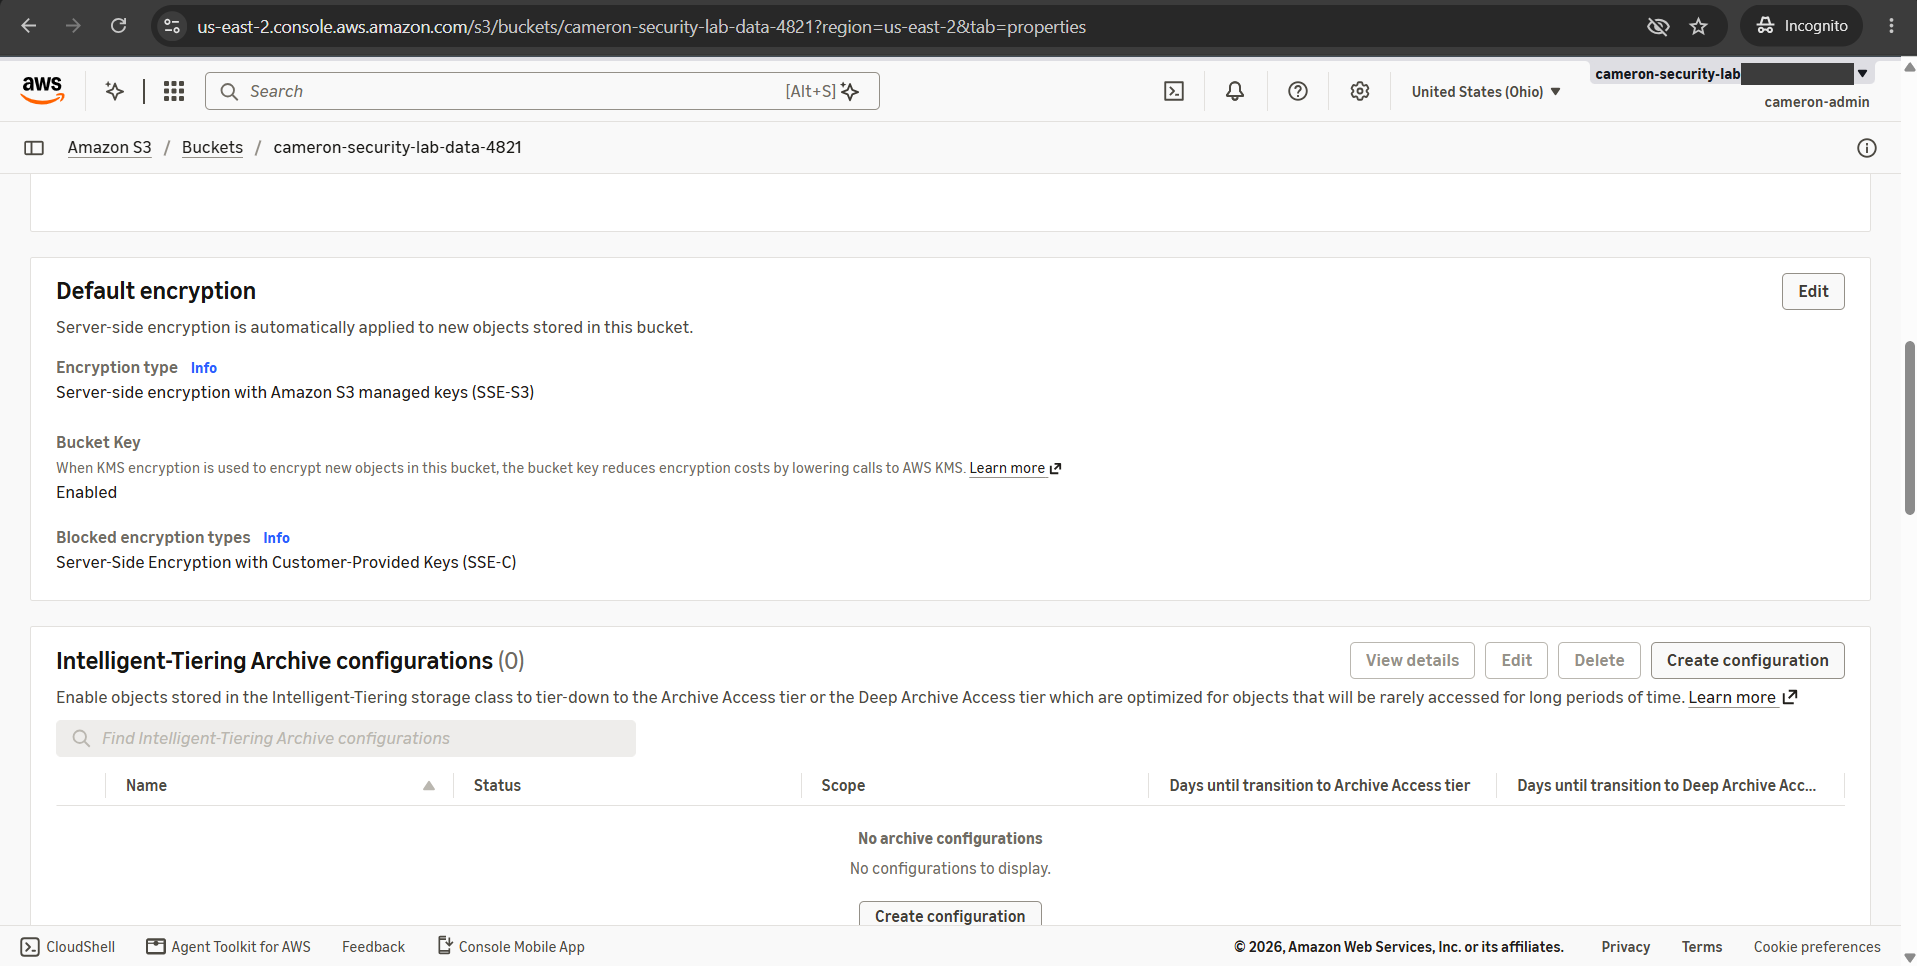 us-east-2.console.aws.amazon.com/s3/buckets/cameron-security-lab-data-4821?region=us-east-2&tab=properties
Incognito
aws
Search
[Alt+S]
United States (Ohio)
cameron-security-lab
cameron-admin
Amazon S3 / Buckets / cameron-security-lab-data-4821
Default encryption
Edit
Server-side encryption is automatically applied to new objects stored in this bucket.
Encryption type Info
Server-side encryption with Amazon S3 managed keys (SSE-S3)
Bucket Key
When KMS encryption is used to encrypt new objects in this bucket, the bucket key reduces encryption costs by lowering calls to AWS KMS. Learn more
Enabled
Blocked encryption types Info
Server-Side Encryption with Customer-Provided Keys (SSE-C)
Intelligent-Tiering Archive configurations (0)
View details
Edit
Delete
Create configuration
Enable objects stored in the Intelligent-Tiering storage class to tier-down to the Archive Access tier or the Deep Archive Access tier which are optimized for objects that will be rarely accessed for long periods of time. Learn more
Find Intelligent-Tiering Archive configurations
Name
Status
Scope
Days until transition to Archive Access tier
Days until transition to Deep Archive Acc...
No archive configurations
No configurations to display.
Create configuration
CloudShell
Agent Toolkit for AWS
Feedback
Console Mobile App
© 2026, Amazon Web Services, Inc. or its affiliates.
Privacy
Terms
Cookie preferences